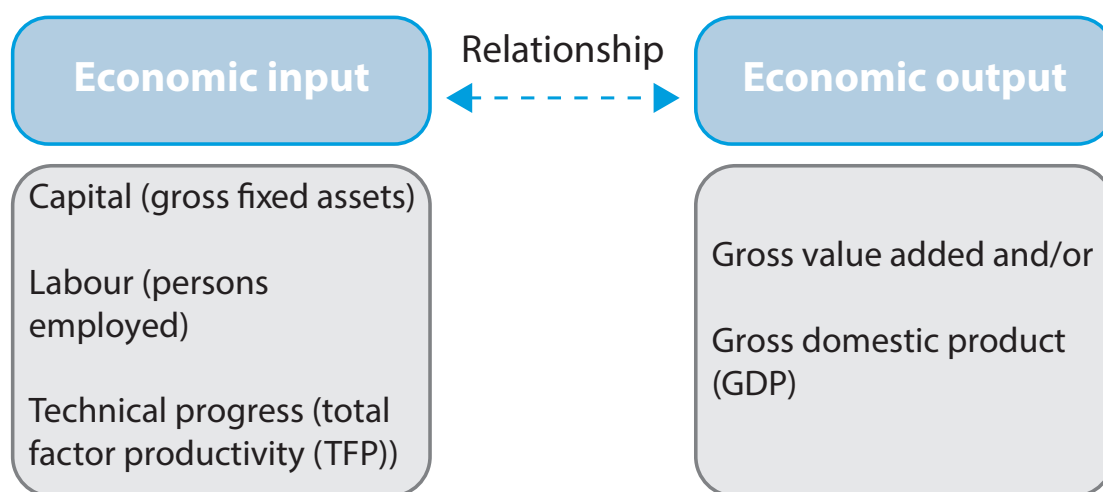 Economic input
Relationship
Economic output
Capital (gross fixed assets)
Labour (persons
employed)
Technical progress (total
factor productivity (TFP))
Gross value added and/or
Gross domestic product
(GDP)